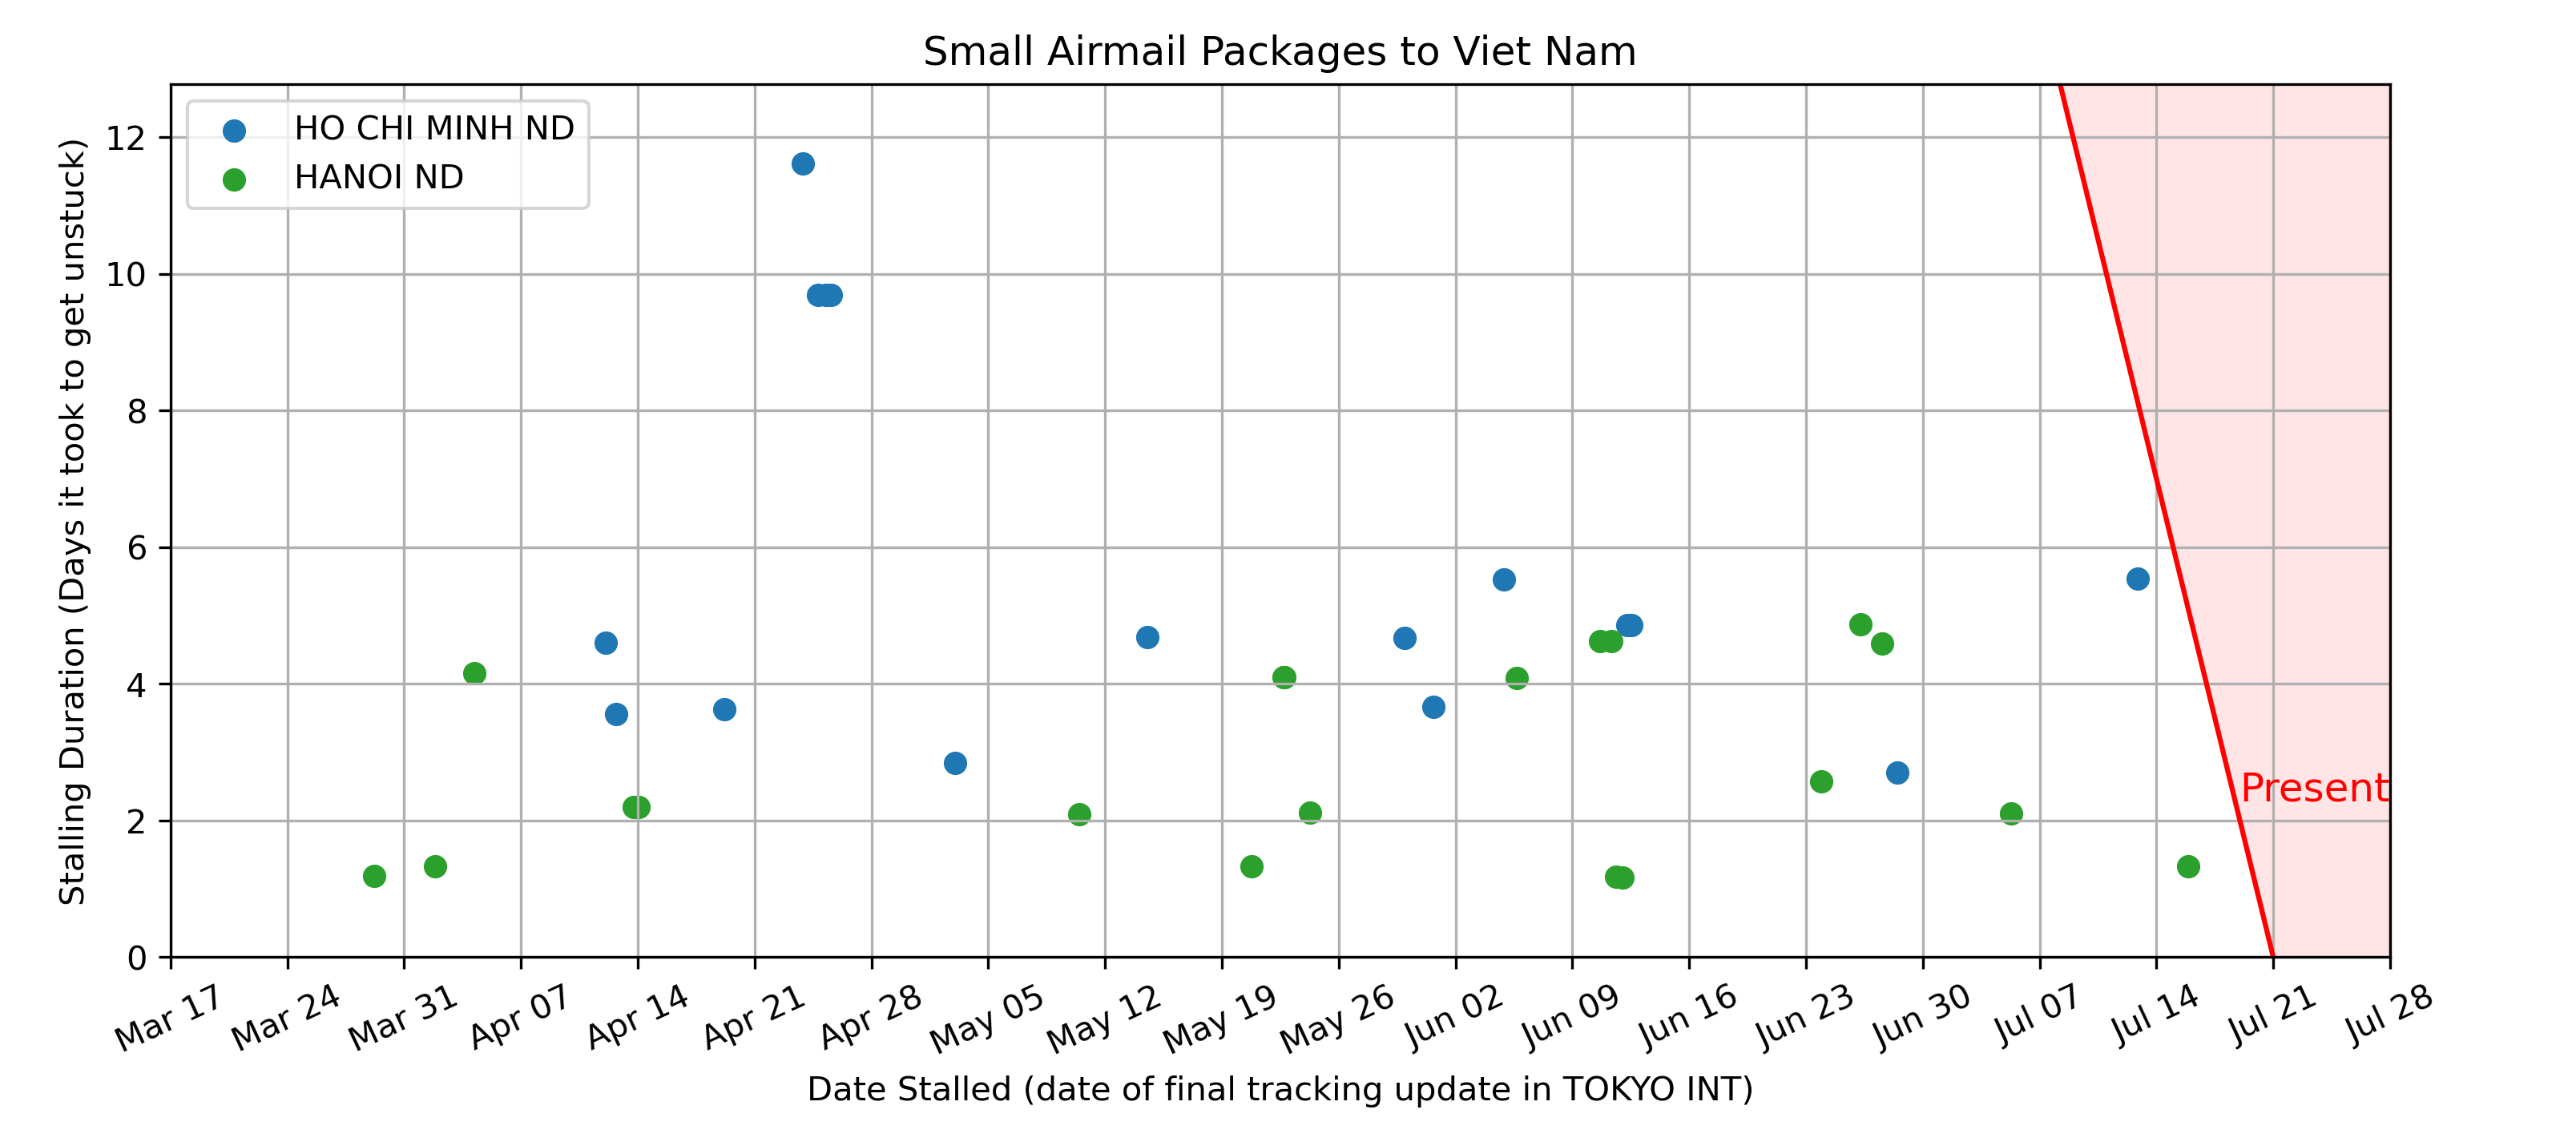 Small Airmail Packages to Viet Nam
HO CHI MINH ND
HANOI ND
Stalling Duration (Days it took to get unstuck)
12
10
8
6
4
2
0
Present
Mar 17
Mar 24
Mar 31
Apr 07
Apr 14
Apr 21
Apr 28
May 05
May 12
May 19
May 26
Jun 02
Jun 09
Jun 16
Jun 23
Jun 30
Jul 07
Jul 14
Jul 21
Jul 28
Date Stalled (date of final tracking update in TOKYO INT)